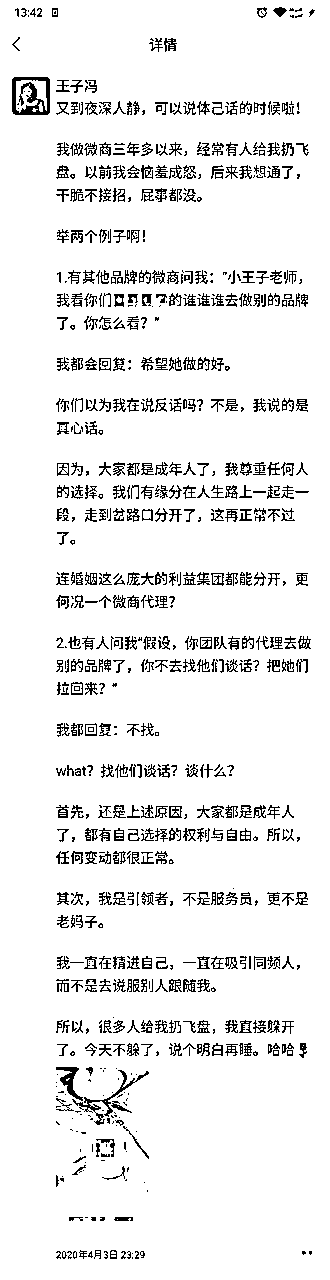 13:42
详情
王子冯
又到夜深人静，可以说体己话的时候啦！
我做微商三年多以来，经常有人给我扔飞
盘。以前我会恼羞成怒，后来我想通了，
干脆不接招，屁事都没。
举两个例子啊！
1.有其他品牌的微商问我：“小王子老师，
我看你们的谁谁谁去做别的品牌
了。你怎么看？”
我都会回复：希望她做的好。
你们以为我在说反话吗？不是，我说的是
真心话。
因为，大家都是成年人了，我尊重任何人
的选择。我们有缘分在人生路上一起走一
段，走到岔路口分开了，这再正常不过
了。
连婚姻这么庞大的利益集团都能分开，更
何况一个微商代理？
2.也有人问我“假设，你团队有的代理去做
别的品牌了，你不去找他们谈话？把她们
拉回来？”
我都回复：不找。
what？找他们谈话？谈什么？
首先，还是上述原因，大家都是成年人
了，都有自己选择的权利与自由。所以，
任何变动都很正常。
其次，我是引领者，不是服务员，更不是
老妈子。
我一直在精进自己，一直在吸引同频人，
而不是去说服别人跟随我。
所以，很多人给我扔飞盘，我直接躲开
了。今天不躲了，说个明白再睡。哈哈
2020年4月3日 23:29